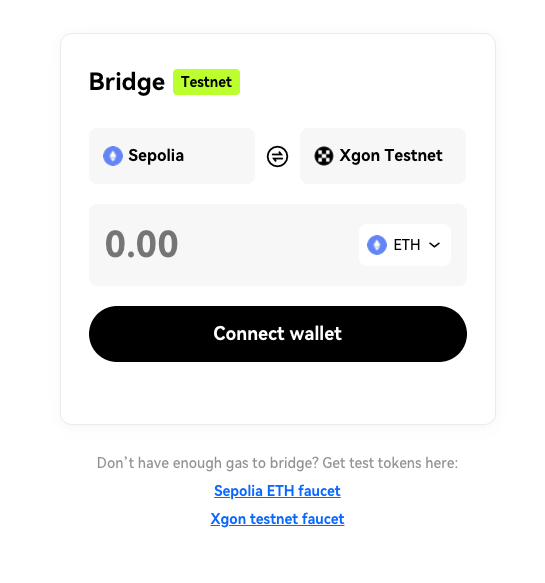 Bridge Testnet
Sepolia Xgon Testnet
0.00 ETH
Connect wallet
Don't have enough gas to bridge? Get test tokens here:
Sepolia ETH faucet
Xgon testnet faucet